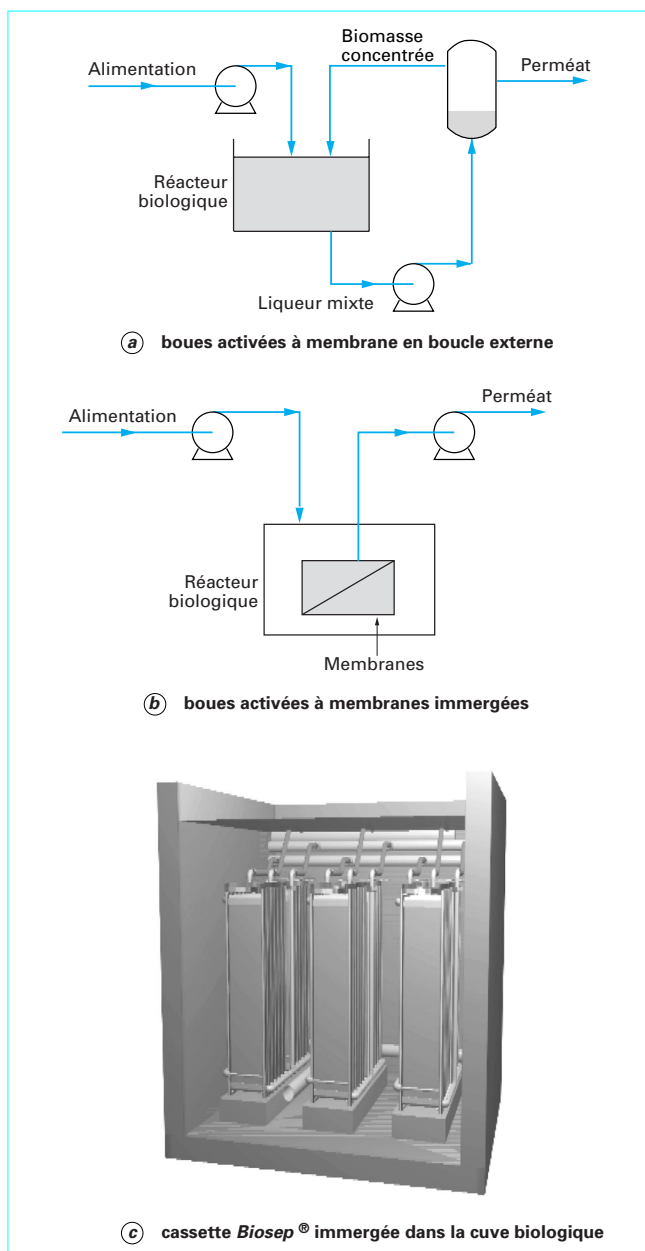 Biomasse
concentrée
Alimentation
Perméat
Réacteur
biologique
Liqueur mixte
a boues activées à membrane en boucle externe
Alimentation
Perméat
Réacteur
biologique
Membranes
b boues activées à membranes immergées
c cassette Biosep ® immergée dans la cuve biologique